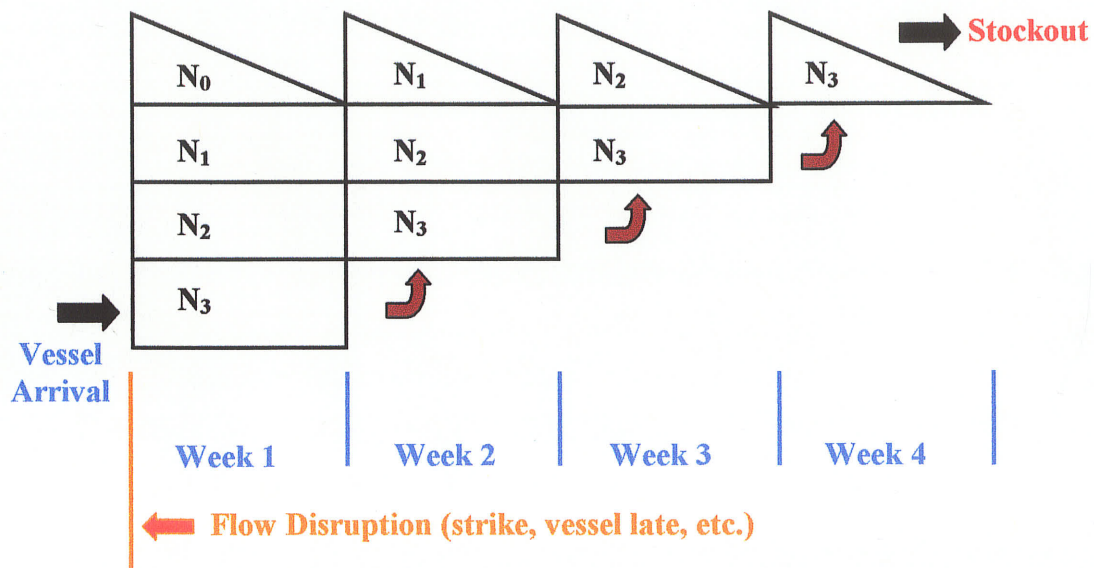 Stockout
N₀ N₁ N₂ N₃
N₁ N₂ N₃
N₂ N₃
N₃
Vessel
Arrival
Week 1 Week 2 Week 3 Week 4
Flow Disruption (strike, vessel late, etc.)